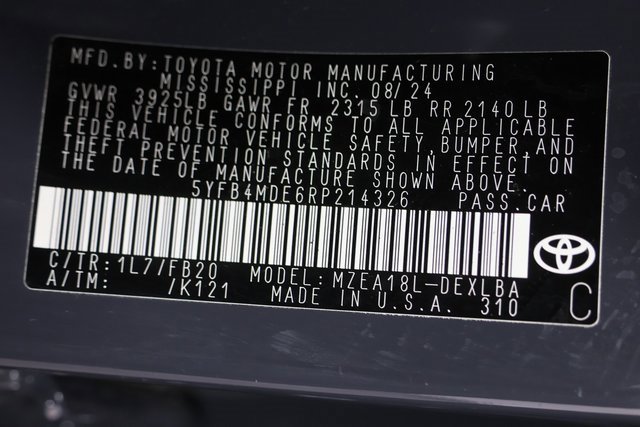 MFD.BY:TOYOTA MOTOR MANUFACTURING
MISSISSIPPI INC.08/24
GVWR 3925LB GAWR FR 2315 LB RR 2140 LB
THIS VEHICLE CONFORMS TO ALL APPLICABLE
FEDERAL MOTOR VEHICLE SAFETY,BUMPER,AND
THEFT PREVENTION STANDARDS IN EFFECT ON
THE DATE OF MANUFACTURE SHOWN ABOVE.
5YFB4MDE6RP214326 PASS.CAR
C/TR:1L7/FB20 MODEL:MZEA18L-DEXLBA
A/TM: /K121 MADE IN U.S.A. 310
C